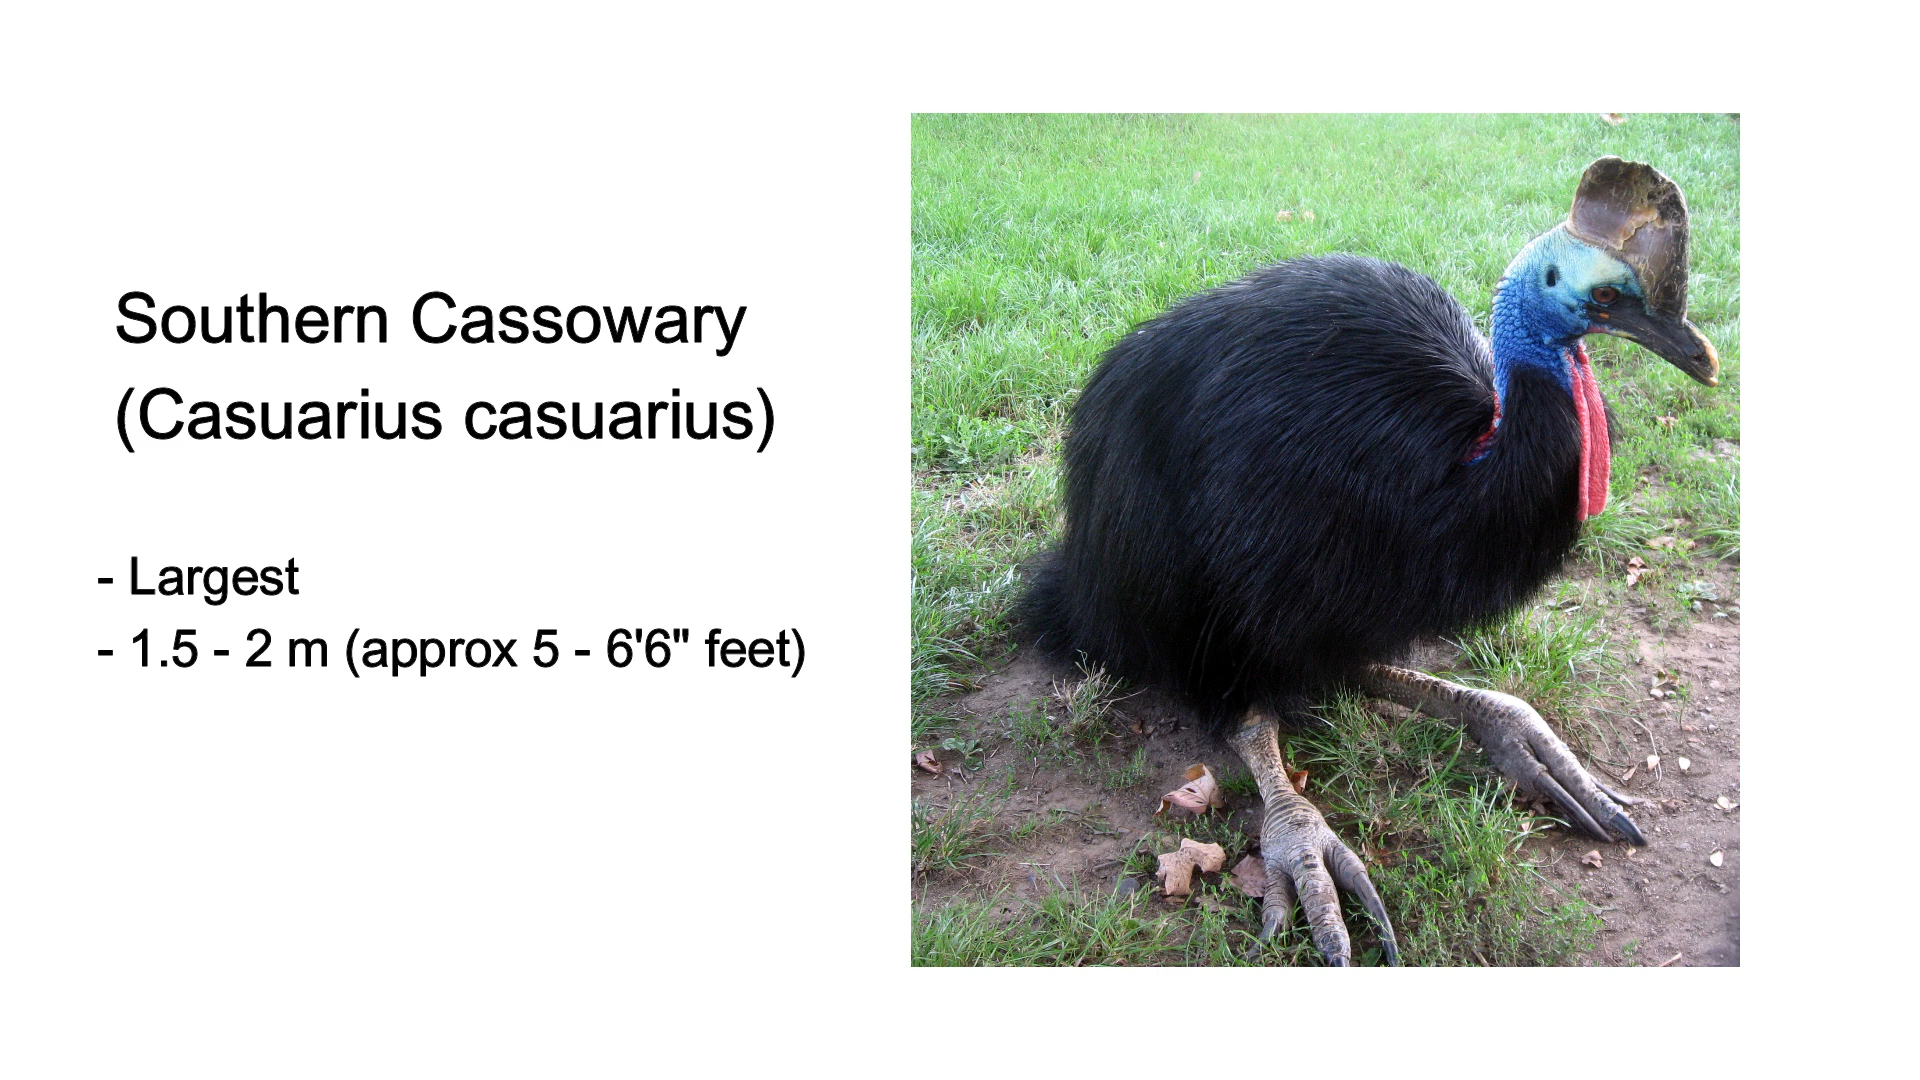 Southern Cassowary
(Casuarius casuarius)
- Largest
- 1.5 - 2 m (approx 5 - 6'6" feet)